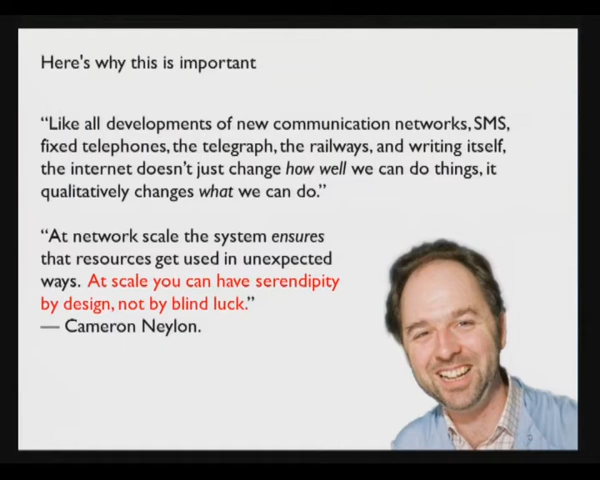 Here's why this is important
“Like all developments of new communication networks, SMS,
fixed telephones, the telegraph, the railways, and writing itself,
the internet doesn't just change how well we can do things, it
qualitatively changes what we can do.”
“At network scale the system ensures
that resources get used in unexpected
ways. At scale you can have serendipity
by design, not by blind luck.”
— Cameron Neylon.